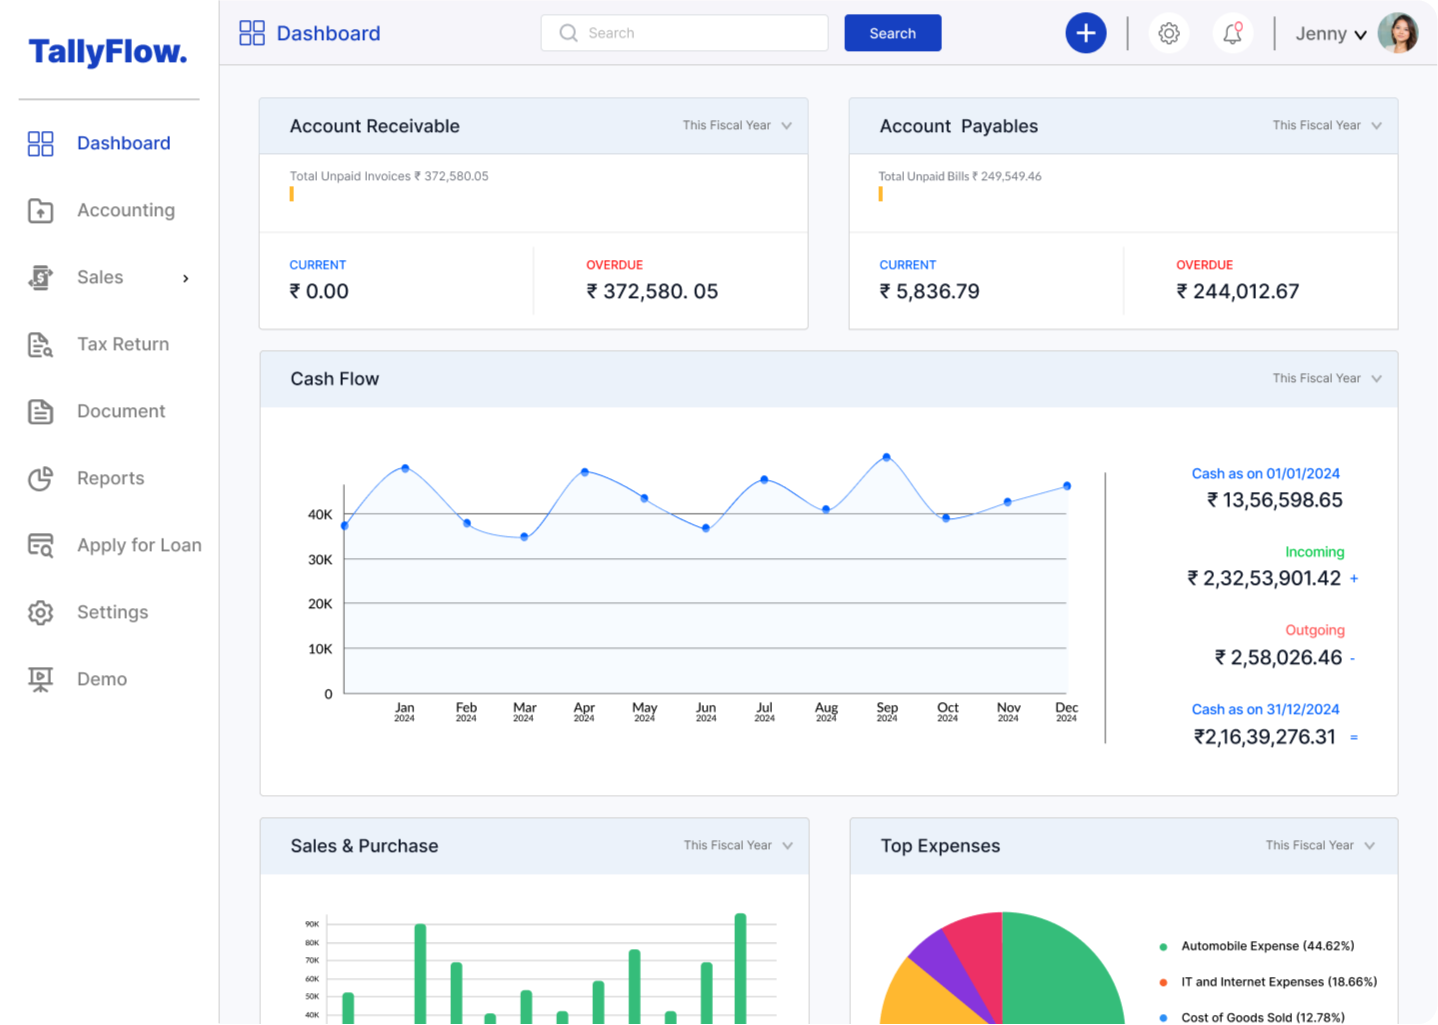 TallyFlow.
Dashboard
Search
Search
Jenny
Dashboard
Accounting
Sales
Tax Return
Document
Reports
Apply for Loan
Settings
Demo
Account Receivable
This Fiscal Year
Total Unpaid Invoices ₹ 372,580.05
CURRENT
₹ 0.00
OVERDUE
₹ 372,580. 05
Account Payables
This Fiscal Year
Total Unpaid Bills ₹ 249,549.46
CURRENT
₹ 5,836.79
OVERDUE
₹ 244,012.67
Cash Flow
This Fiscal Year
40K
30K
20K
10K
0
Jan Feb Mar Apr May Jun Jul Aug Sep Oct Nov Dec
2024 2024 2024 2024 2024 2024 2024 2024 2024 2024 2024 2024
Cash as on 01/01/2024
₹ 13,56,598.65
Incoming
₹ 2,32,53,901.42 +
Outgoing
₹ 2,58,026.46 -
Cash as on 31/12/2024
₹2,16,39,276.31 =
Sales & Purchase
This Fiscal Year
90K
80K
70K
60K
50K
40K
Top Expenses
This Fiscal Year
Automobile Expense (44.62%)
IT and Internet Expenses (18.66%)
Cost of Goods Sold (12.78%)